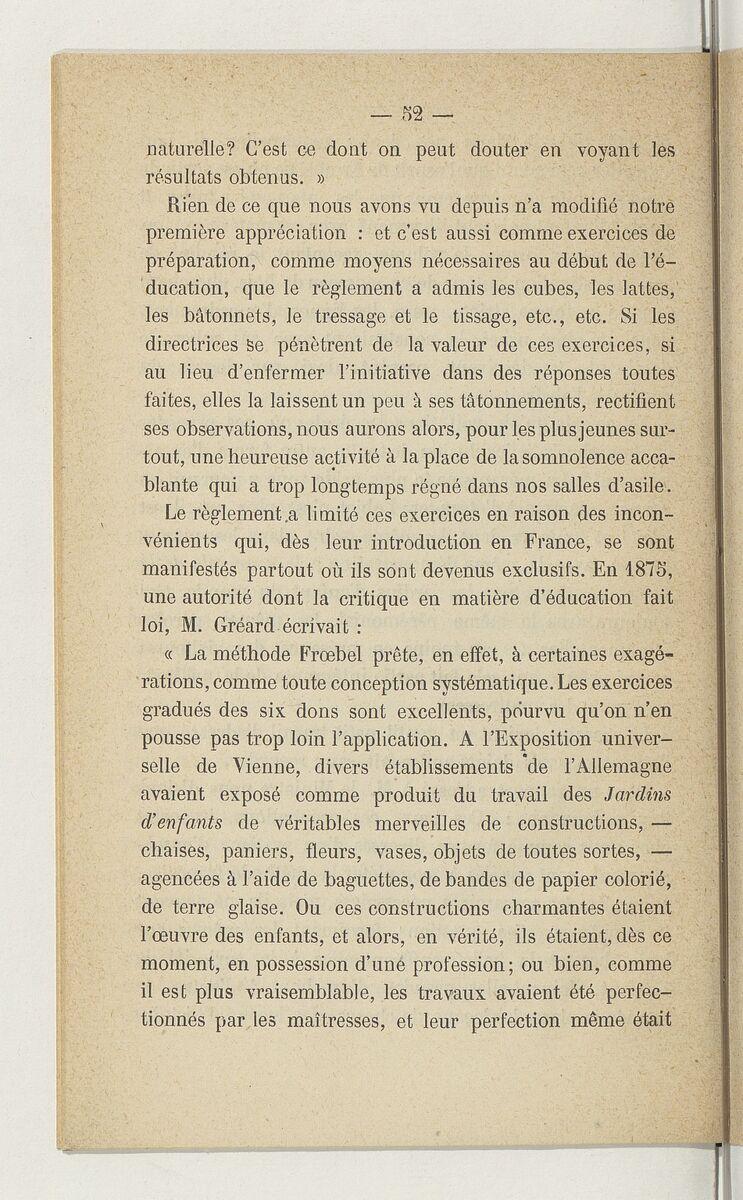 — 52 —
naturelle? C'est ce dont on peut douter en voyant les
résultats obtenus. »
Rien de ce que nous avons vu depuis n'a modifié notre
première appréciation : et c'est aussi comme exercices de
préparation, comme moyens nécessaires au début de l'é-
ducation, que le règlement a admis les cubes, les lattes,
les bâtonnets, le tressage et le tissage, etc., etc. Si les
directrices se pénètrent de la valeur de ces exercices, si
au lieu d'enfermer l'initiative dans des réponses toutes
faites, elles la laissent un peu à ses tâtonnements, rectifient
ses observations, nous aurons alors, pour les plus jeunes sur-
tout, une heureuse activité à la place de la somnolence acca-
blante qui a trop longtemps régné dans nos salles d'asile.
Le règlement a limité ces exercices en raison des incon-
vénients qui, dès leur introduction en France, se sont
manifestés partout où ils sont devenus exclusifs. En 1875,
une autorité dont la critique en matière d'éducation fait
loi, M. Gréard écrivait :
« La méthode Frœbel prête, en effet, à certaines exagé-
rations, comme toute conception systématique. Les exercices
gradués des six dons sont excellents, pourvu qu'on n'en
pousse pas trop loin l'application. A l'Exposition univer-
selle de Vienne, divers établissements de l'Allemagne
avaient exposé comme produit du travail des Jardins
d'enfants de véritables merveilles de constructions, —
chaises, paniers, fleurs, vases, objets de toutes sortes, —
agencées à l'aide de baguettes, de bandes de papier colorié,
de terre glaise. Ou ces constructions charmantes étaient
l'œuvre des enfants, et alors, en vérité, ils étaient, dès ce
moment, en possession d'une profession; ou bien, comme
il est plus vraisemblable, les travaux avaient été perfec-
tionnés par les maîtresses, et leur perfection même était